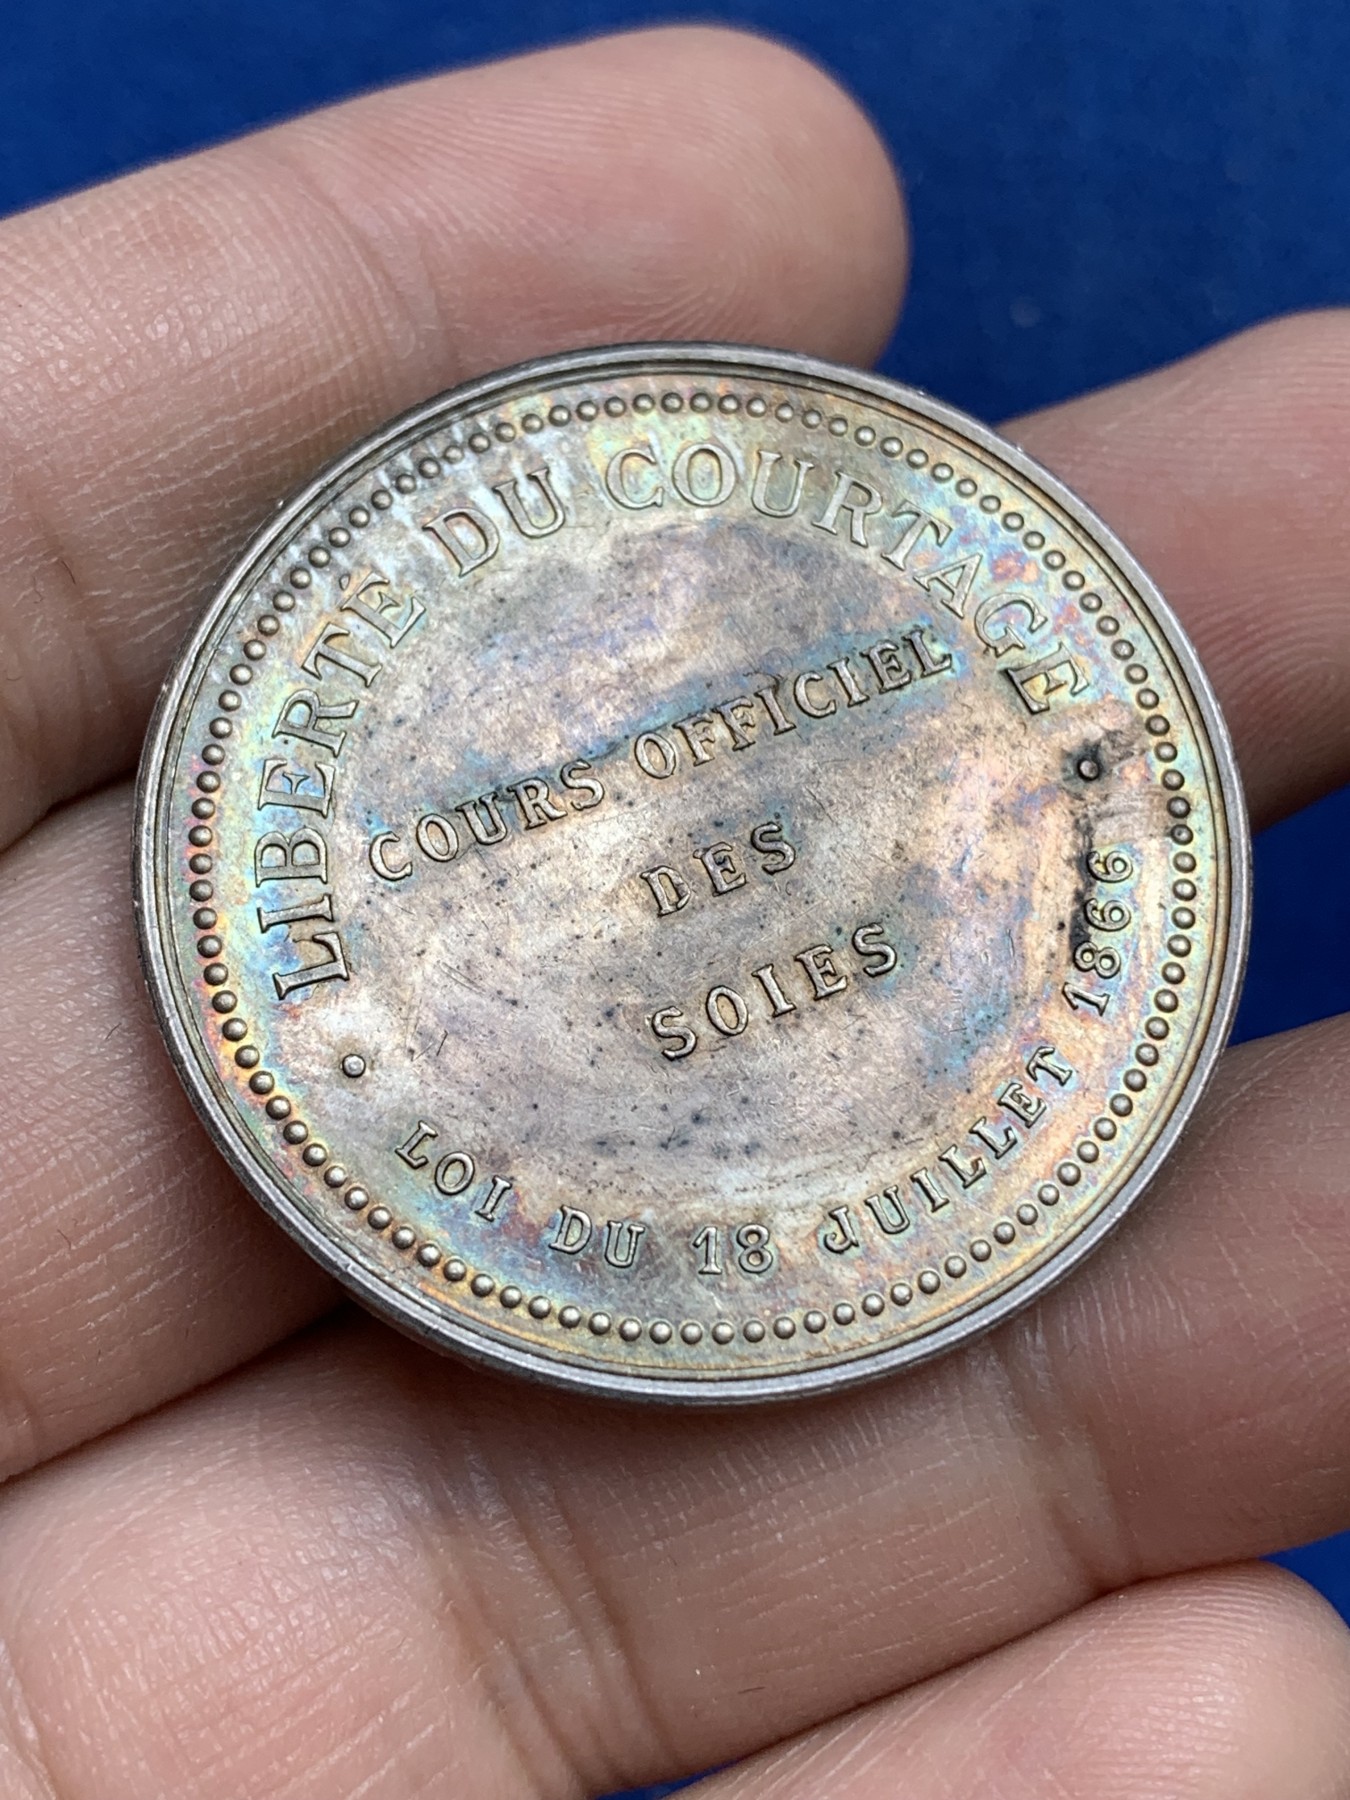 LIBERTÉ DU COURTAGE
COURS OFFICIEL
DES
SOIES
LOI DU 18 JUILLET 1866